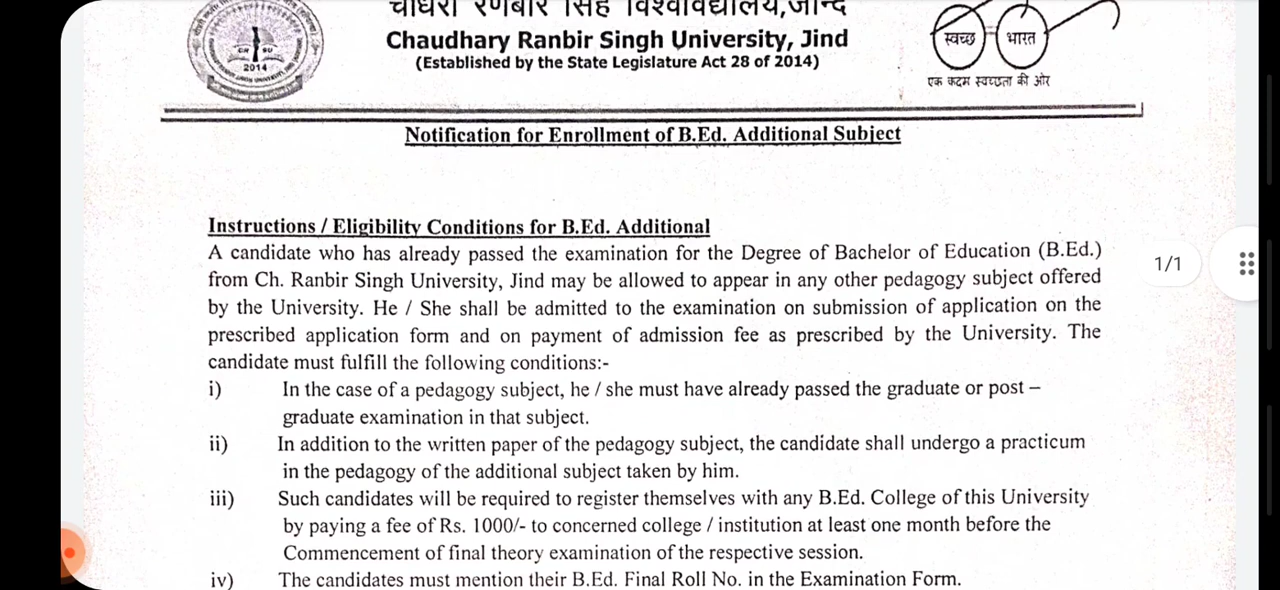 चौधरी रणबीर सिंह विश्वविद्यालय,जीन्द
Chaudhary Ranbir Singh University, Jind
(Established by the State Legislature Act 28 of 2014)
CR SU
2014
स्वच्छ भारत
एक कदम स्वच्छता की ओर
Notification for Enrollment of B.Ed. Additional Subject
Instructions / Eligibility Conditions for B.Ed. Additional
A candidate who has already passed the examination for the Degree of Bachelor of Education (B.Ed.)
from Ch. Ranbir Singh University, Jind may be allowed to appear in any other pedagogy subject offered
by the University. He / She shall be admitted to the examination on submission of application on the
prescribed application form and on payment of admission fee as prescribed by the University. The
candidate must fulfill the following conditions:-
i) In the case of a pedagogy subject, he / she must have already passed the graduate or post –
graduate examination in that subject.
ii) In addition to the written paper of the pedagogy subject, the candidate shall undergo a practicum
in the pedagogy of the additional subject taken by him.
iii) Such candidates will be required to register themselves with any B.Ed. College of this University
by paying a fee of Rs. 1000/- to concerned college / institution at least one month before the
Commencement of final theory examination of the respective session.
iv) The candidates must mention their B.Ed. Final Roll No. in the Examination Form.
1/1